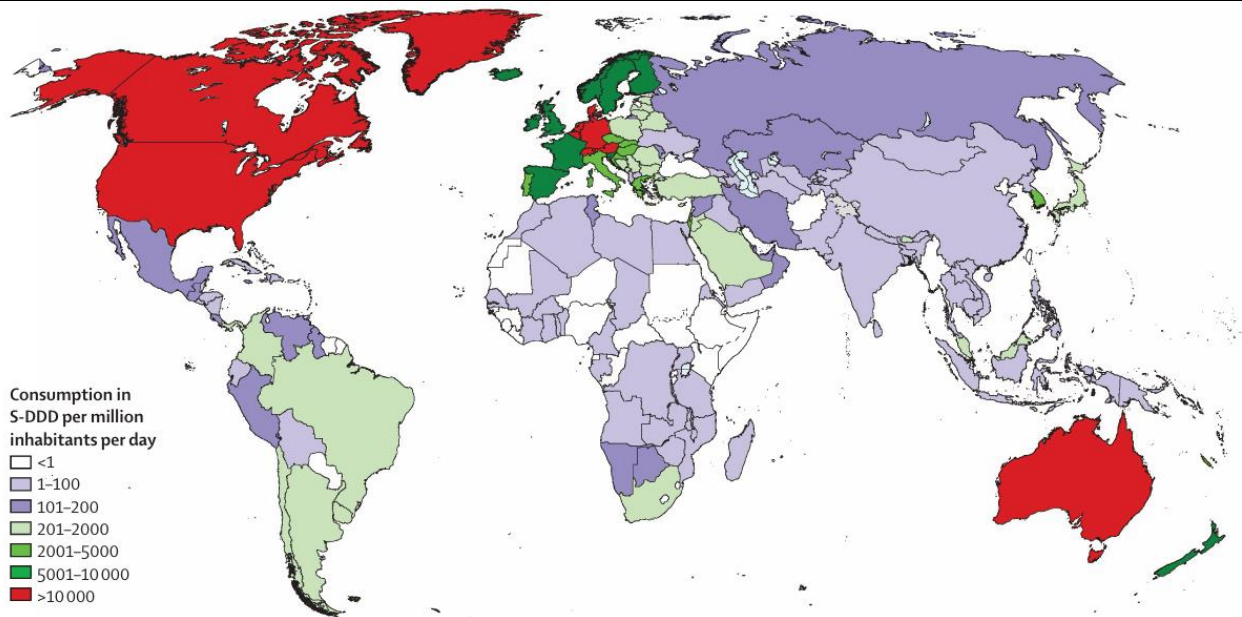 Consumption in
S-DDD per million
inhabitants per day
<1
1–100
101–200
201–2000
2001–5000
5001–10 000
>10 000